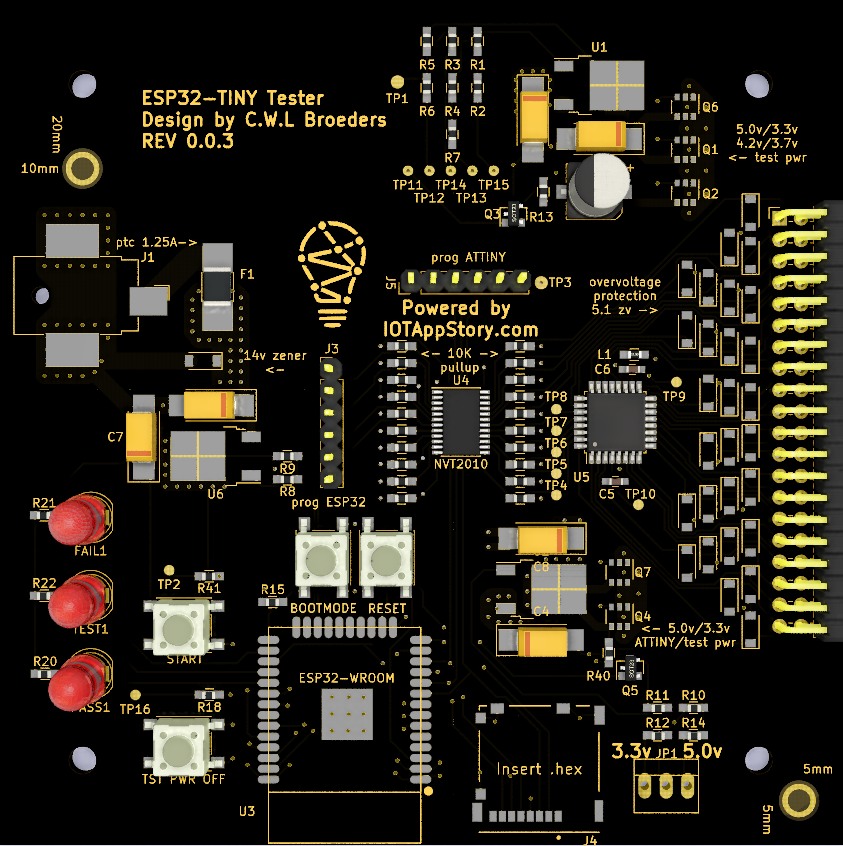 U1
R5 R3 R1
ESP32-TINY Tester
Design by C.W.L Broeders
REV 0.0.3
TP1
R6 R4 R2
Q6
5.0v/3.3v
4.2v/3.7v
<- test pwr
Q1
20mm
10mm
R7
TP11 TP14 TP15
TP12 TP13
+
Q2
Q3
R13
ptc 1.25A->
J1
F1
prog ATTINY
J5
TP3
overvoltage
protection
5.1 zv ->
Powered by
IOTAppStory.com
14v zener
<-
J3
<- 10K ->
pullup
U4
L1
C6
TP9
TP8
TP7
TP6
TP5
TP4
C7
R9
R8
U6
NVT2010
U5
C5
TP10
prog ESP32
R21
FAIL1
C8
Q7
TP2
R41
R22
R15
BOOTMODE RESET
C4
Q4
TEST1
<- 5.0v/3.3v
ATTINY/test pwr
START
R20
ESP32-WROOM
R40
Q5
PASS1
TP16
R18
R11 R10
R12 R14
3.3v JP1 5.0v
TST PWR OFF
Insert .hex
5mm
5mm
U3
J4